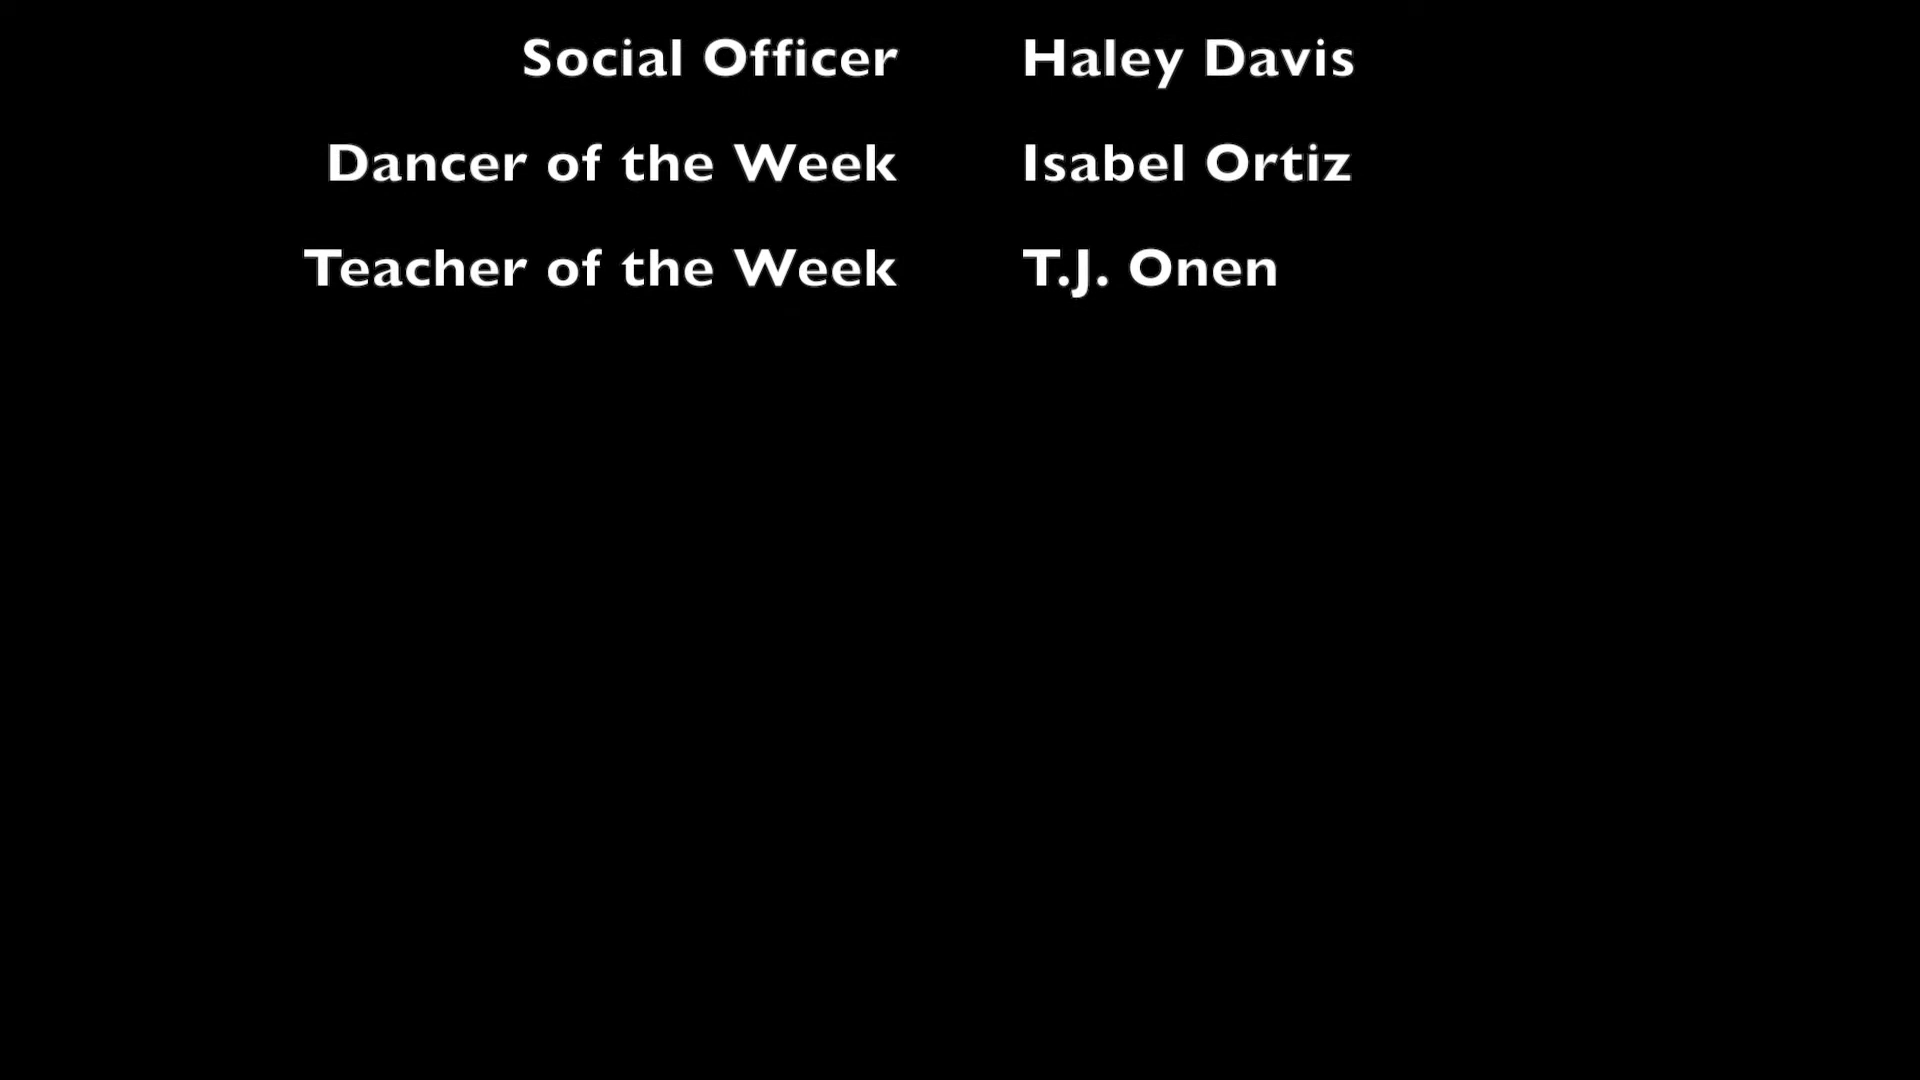 Social Officer Haley Davis
Dancer of the Week Isabel Ortiz
Teacher of the Week T.J. Onen